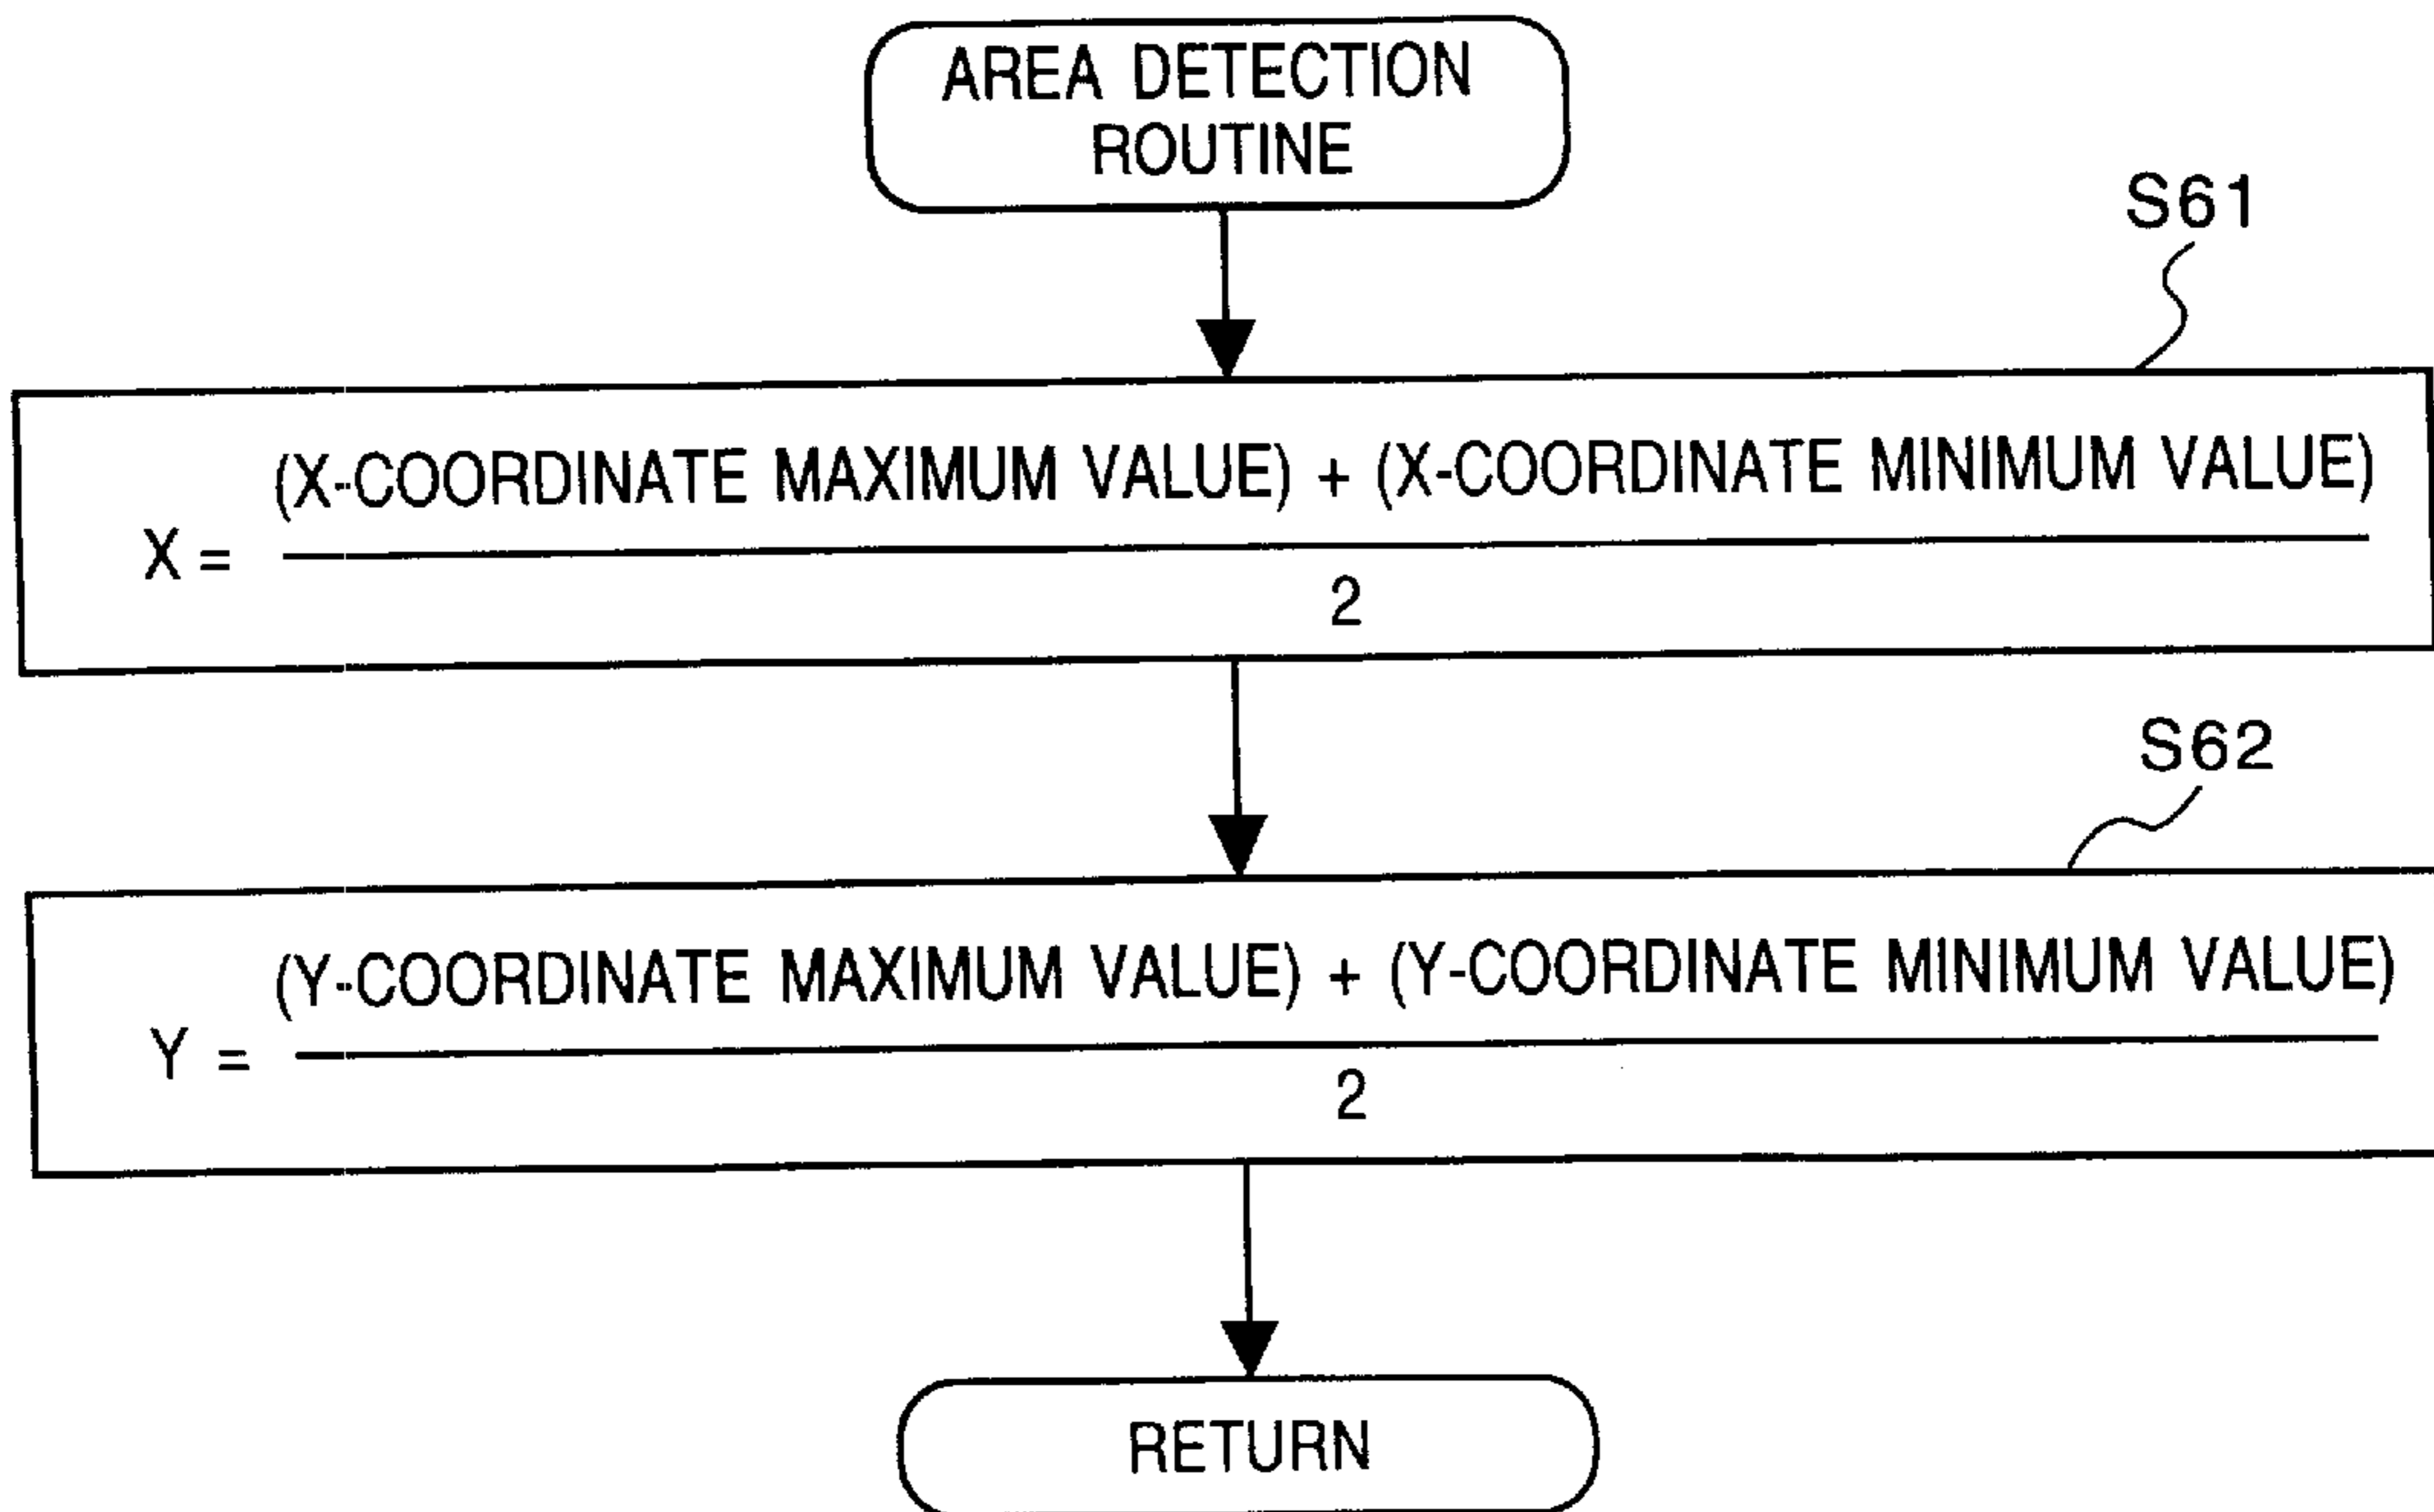 AREA DETECTION
ROUTINE
S61
(X-COORDINATE MAXIMUM VALUE) + (X-COORDINATE MINIMUM VALUE)
X =
2
S62
(Y-COORDINATE MAXIMUM VALUE) + (Y-COORDINATE MINIMUM VALUE)
Y =
2
RETURN